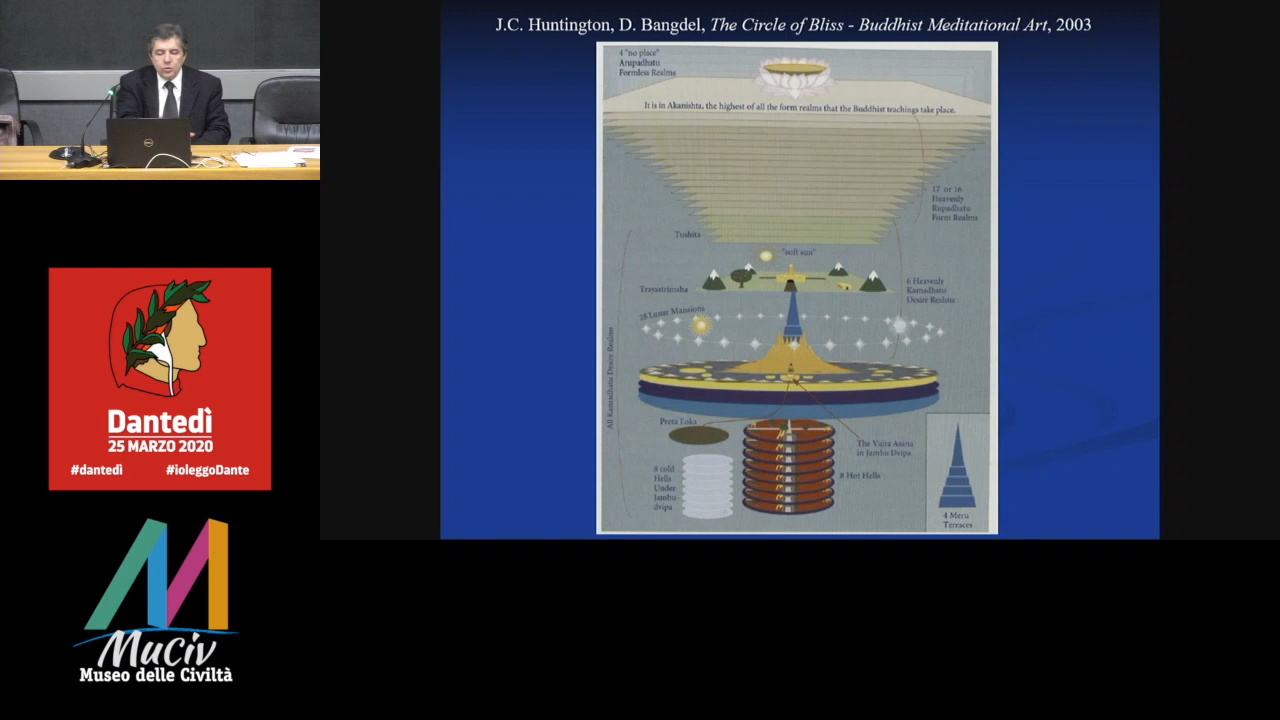 J.C. Huntington, D. Bangdel, The Circle of Bliss - Buddhist Meditational Art, 2003
4 "no place"
Arupadhatu
Formless Realms
It is in Akanishta, the highest of all the form realms that the Buddhist teachings take place.
17 or 16
Heavenly
Rupadhatu
Form Realms
Tushita
"soft sun"
Trayastrimsha
6 Heavenly
Kamadhatu
Desire Realms
28 Lunar Mansions
All Kamadhatu Desire Realms
Preta Loka
The Vajra Asana
in Jambu Dvipa
8 cold
Hells
Under
Jambu
dvipa
8 Hot Hells
4 Meru
Terraces
Dantedì
25 MARZO 2020
#dantedì #ioleggoDante
MuCiv
Museo delle Civiltà